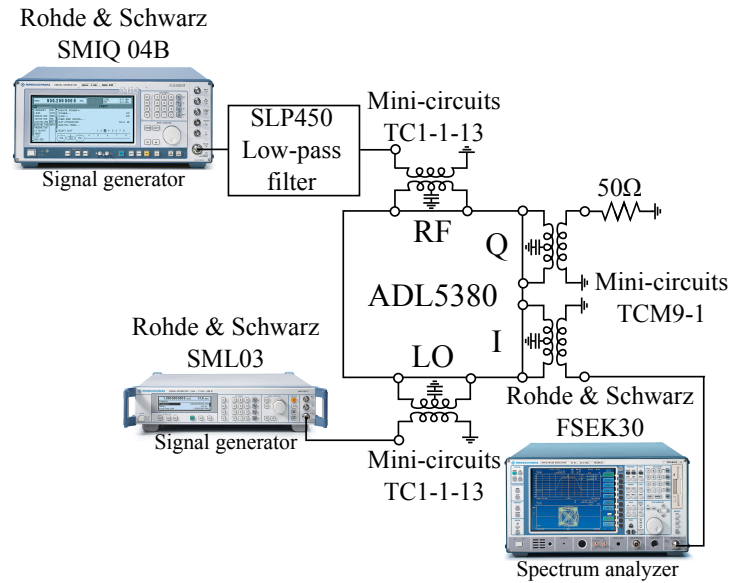 Rohde & Schwarz
SMIQ 04B
Signal generator
SLP450
Low-pass
filter
Mini-circuits
TC1-1-13
RF
50Ω
Q
ADL5380
Mini-circuits
TCM9-1
I
LO
Rohde & Schwarz
SML03
Signal generator
Mini-circuits
TC1-1-13
Rohde & Schwarz
FSEK30
Spectrum analyzer